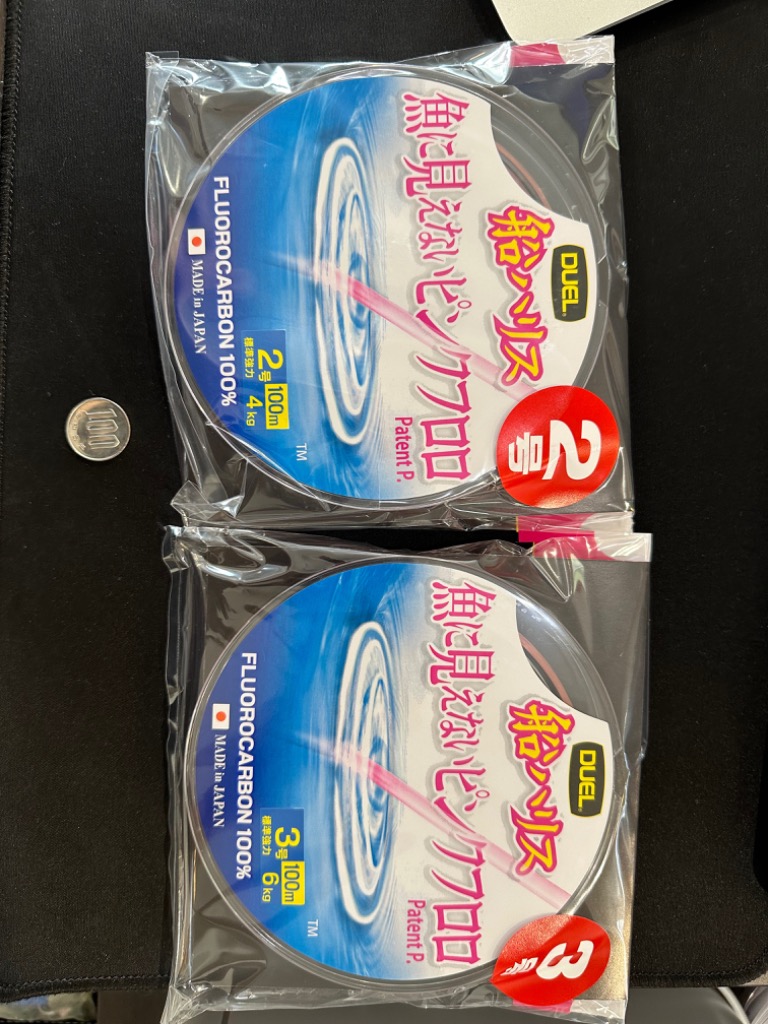 DUEL
船ハリス
魚に見えないピンクフロロ
Patent P.
TM
2号
100m
標準強力 4kg
FLUOROCARBON 100%
MADE in JAPAN
2号
DUEL
船ハリス
魚に見えないピンクフロロ
Patent P.
TM
3号
100m
標準強力 6kg
FLUOROCARBON 100%
MADE in JAPAN
3号
100